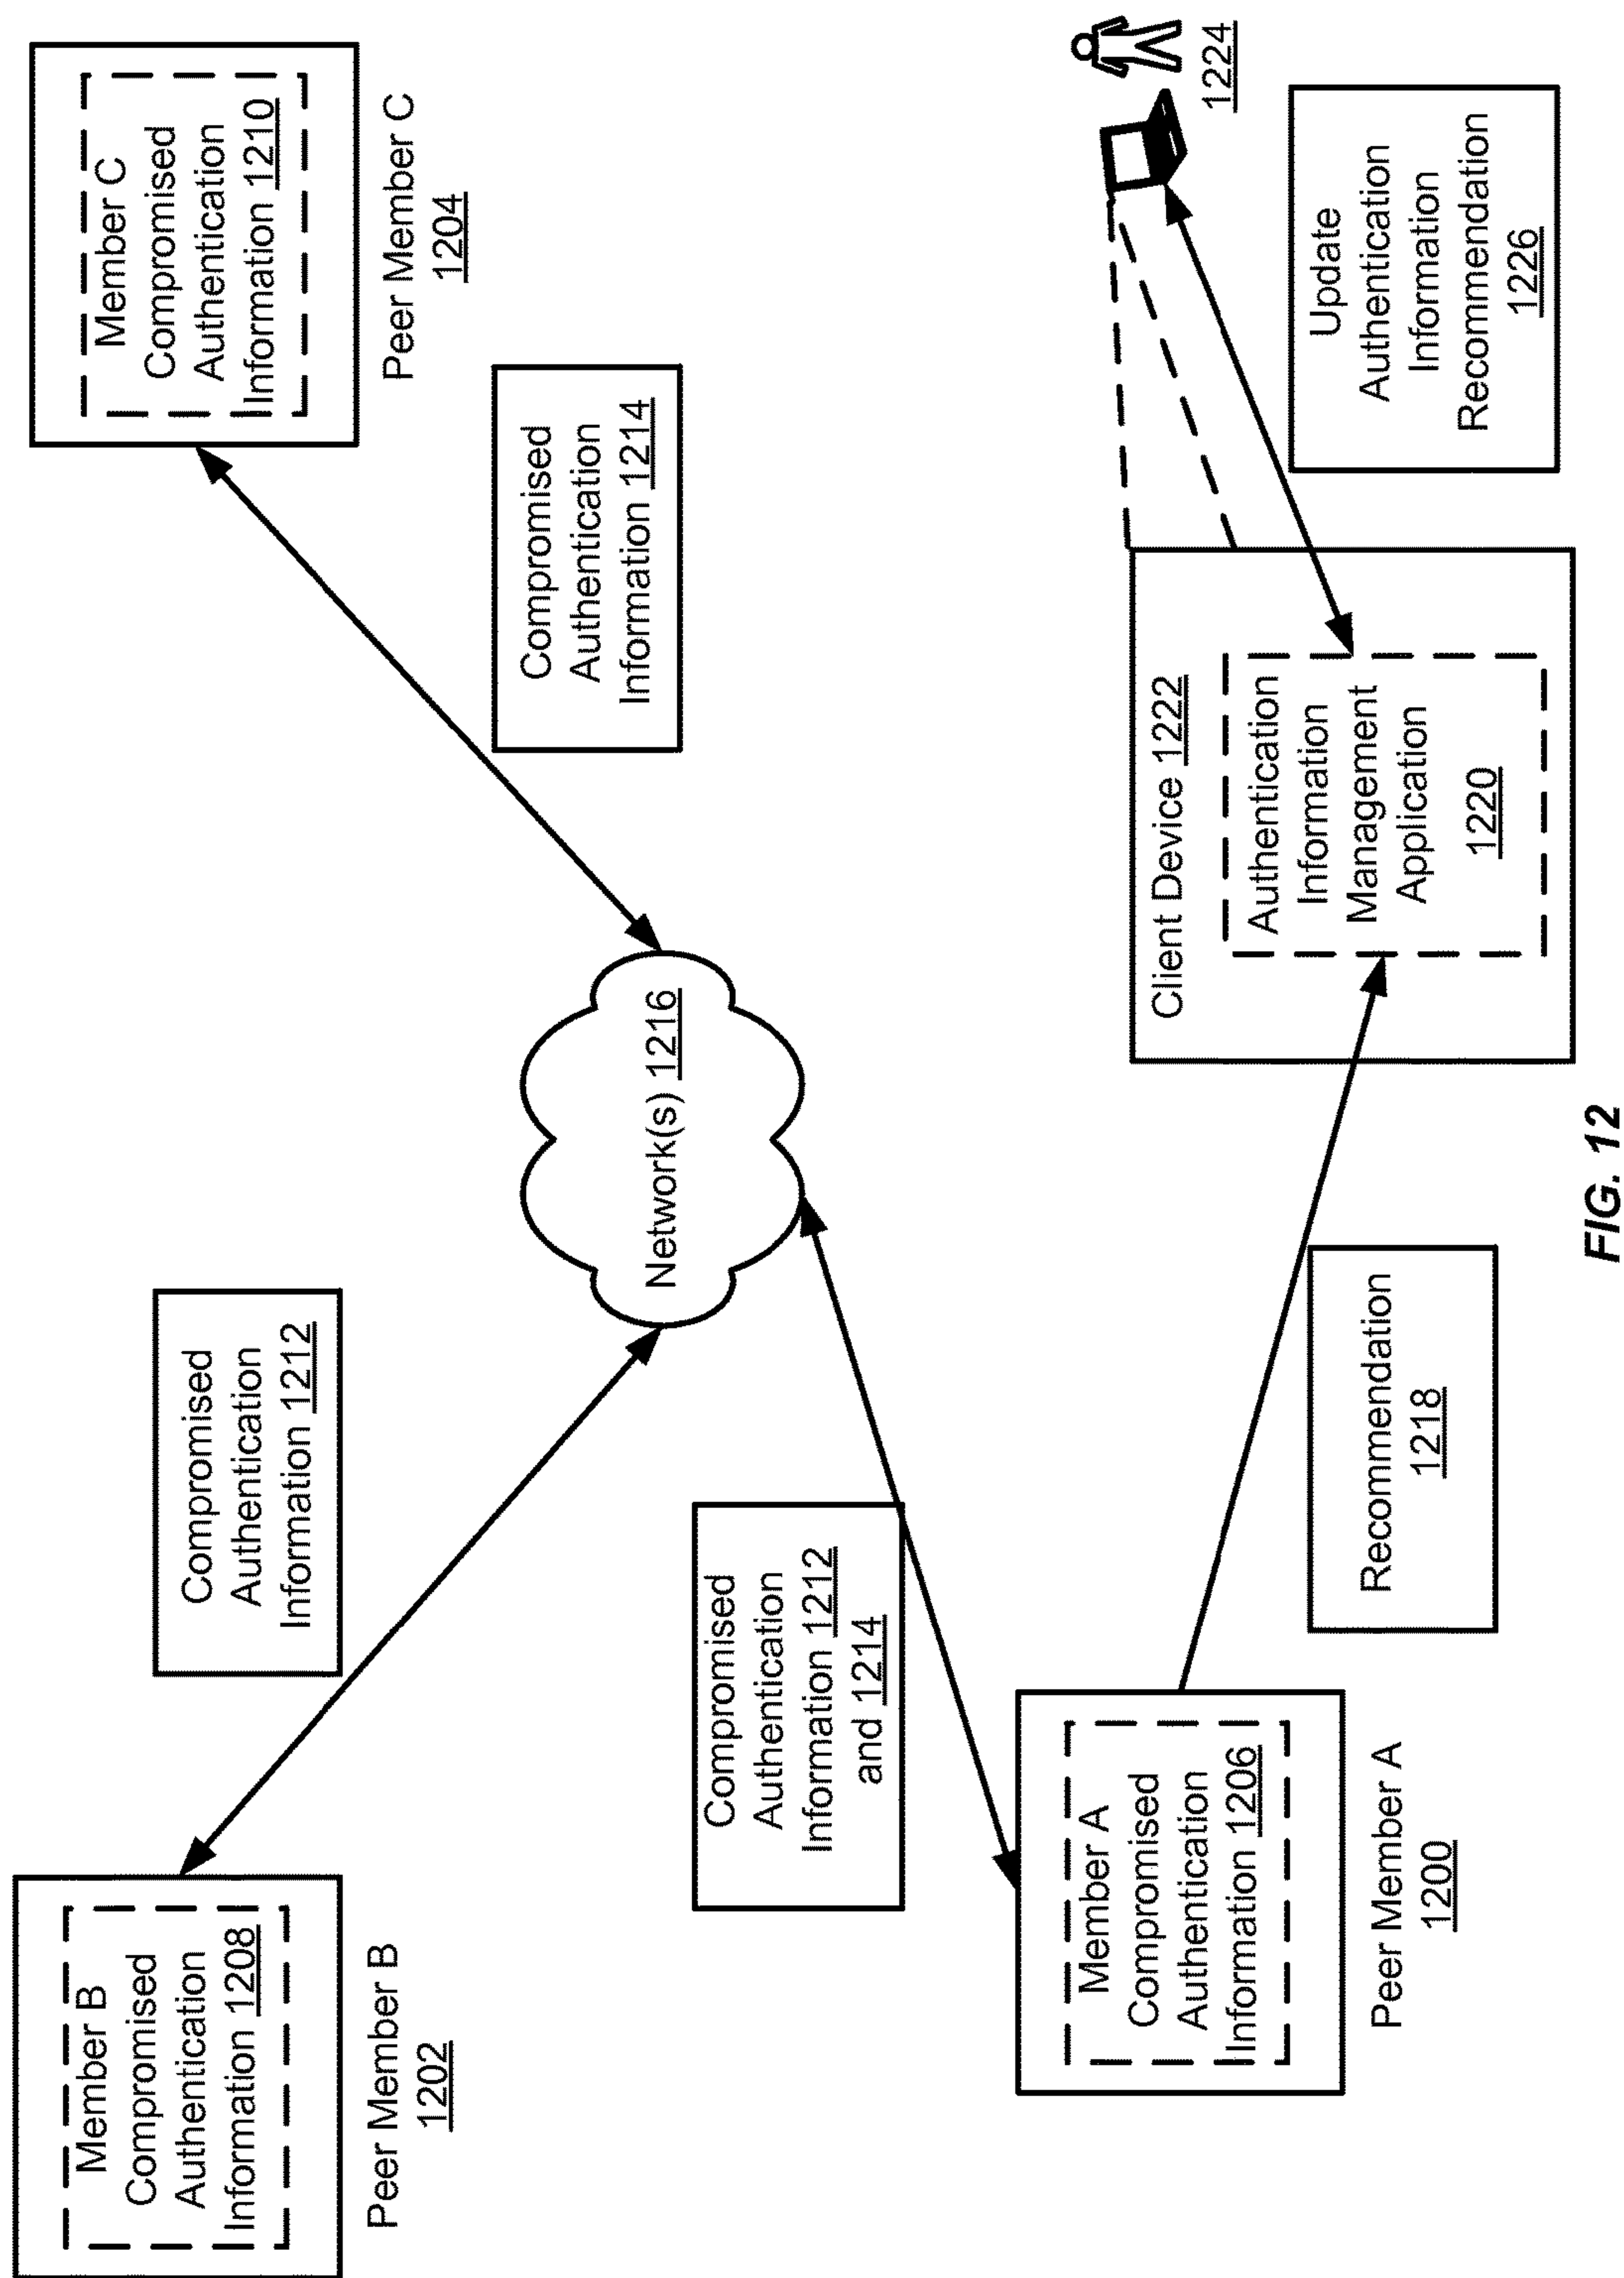 Member B
Compromised
Authentication
Information 1208
Peer Member B
1202
Compromised
Authentication
Information 1212
Member C
Compromised
Authentication
Information 1210
Peer Member C
1204
Compromised
Authentication
Information 1214
Network(s) 1216
Compromised
Authentication
Information 1212
and 1214
Member A
Compromised
Authentication
Information 1206
Peer Member A
1200
Recommendation
1218
Client Device 1222
Authentication
Information
Management
Application
1220
1224
Update
Authentication
Information
Recommendation
1226
FIG. 12